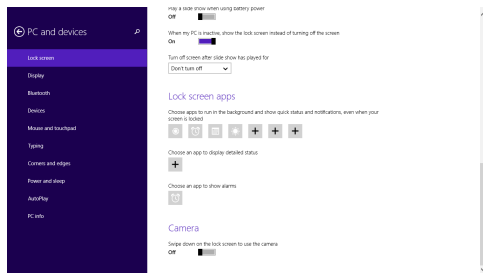 PC and devices
Lock screen
Display
Bluetooth
Devices
Mouse and touchpad
Typing
Corners and edges
Power and sleep
AutoPlay
PC info
Play a slide show when using battery power
Off
When my PC is inactive, show the lock screen instead of turning off the screen
On
Turn off screen after slide show has played for
Don't turn off
Lock screen apps
Choose apps to run in the background and show quick status and notifications, even when your
screen is locked
Choose an app to display detailed status
Choose an app to show alarms
Camera
Swipe down on the lock screen to use the camera
Off